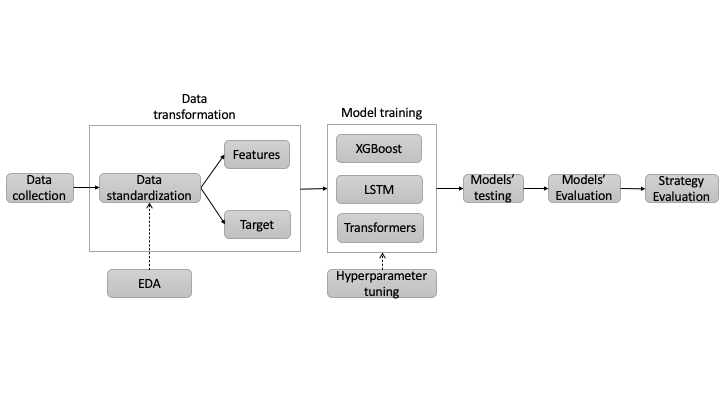 Data
transformation
Model training
Data
collection
Data
standardization
Features
Target
EDA
XGBoost
LSTM
Transformers
Hyperparameter
tuning
Models’
testing
Models’
Evaluation
Strategy
Evaluation